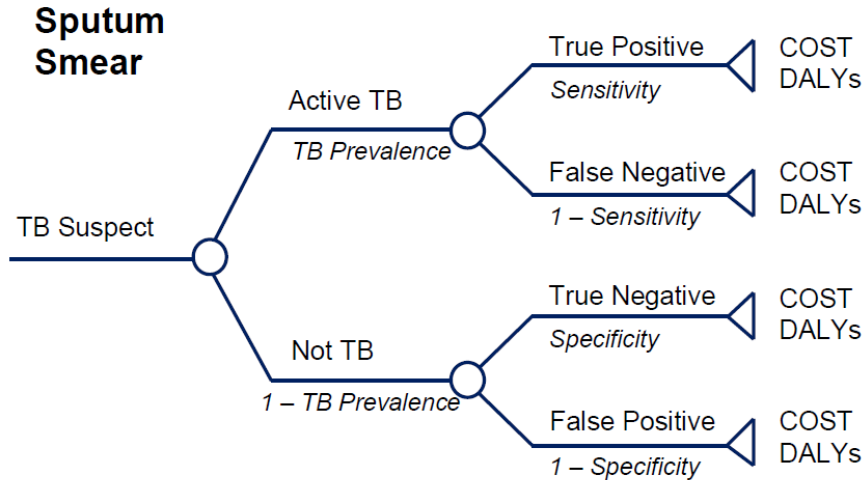 Sputum
Smear
TB Suspect
Active TB
TB Prevalence
Not TB
1 – TB Prevalence
True Positive
Sensitivity
COST
DALYs
False Negative
1 – Sensitivity
COST
DALYs
True Negative
Specificity
COST
DALYs
False Positive
1 – Specificity
COST
DALYs